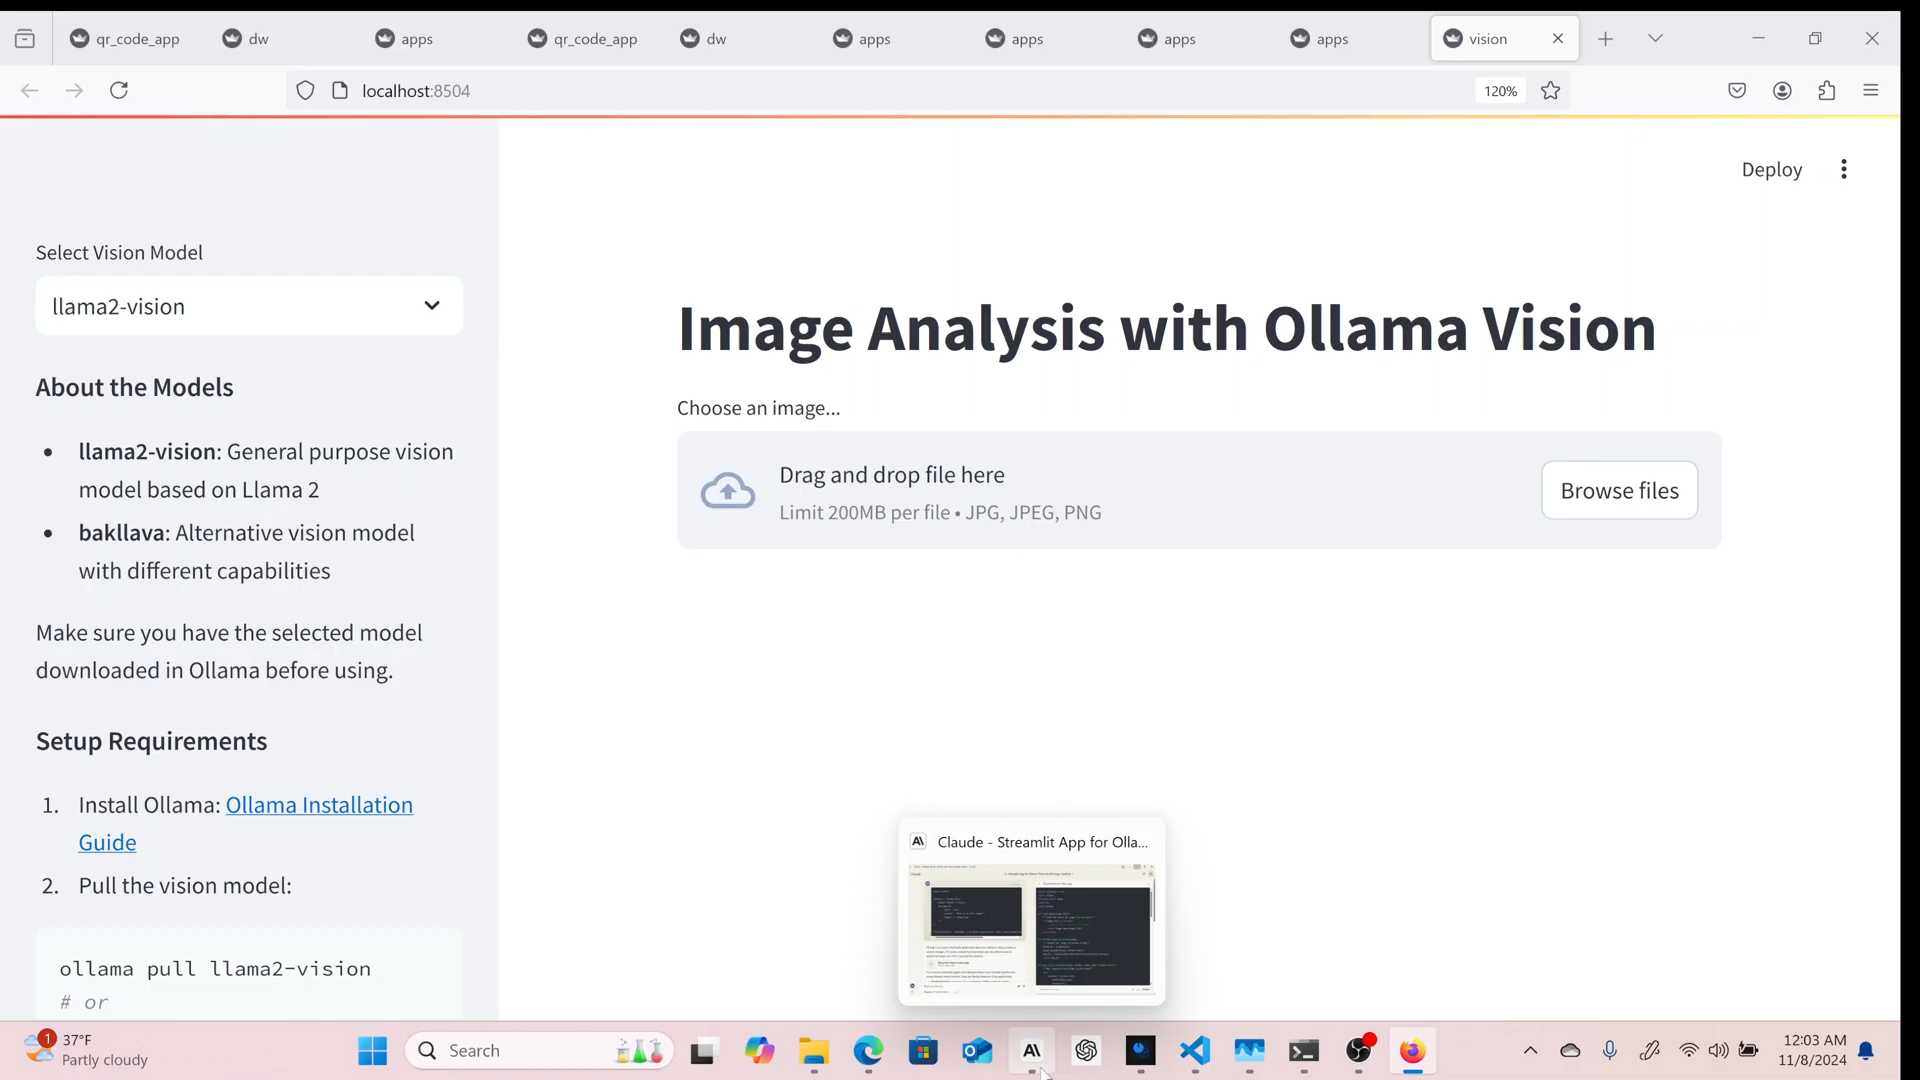 qr_code_app
dw
apps
qr_code_app
dw
apps
apps
apps
apps
vision
localhost:8504
120%
Deploy
Select Vision Model
llama2-vision
About the Models
llama2-vision: General purpose vision
model based on Llama 2
bakllava: Alternative vision model
with different capabilities
Make sure you have the selected model
downloaded in Ollama before using.
Setup Requirements
1. Install Ollama: Ollama Installation
Guide
2. Pull the vision model:
ollama pull llama2-vision
# or
Image Analysis with Ollama Vision
Choose an image...
Drag and drop file here
Limit 200MB per file • JPG, JPEG, PNG
Browse files
Claude - Streamlit App for Olla...
1
37°F
Partly cloudy
Search
12:03 AM
11/8/2024